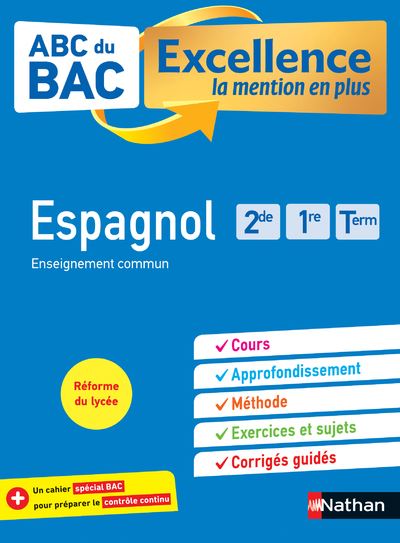 ABC du
BAC
Excellence
la mention en plus
Espagnol 2de 1re Term
Enseignement commun
✓ Cours
✓ Approfondissement
✓ Méthode
✓ Exercices et sujets
✓ Corrigés guidés
Réforme
du lycée
+ Un cahier spécial BAC
pour préparer le contrôle continu
Nathan